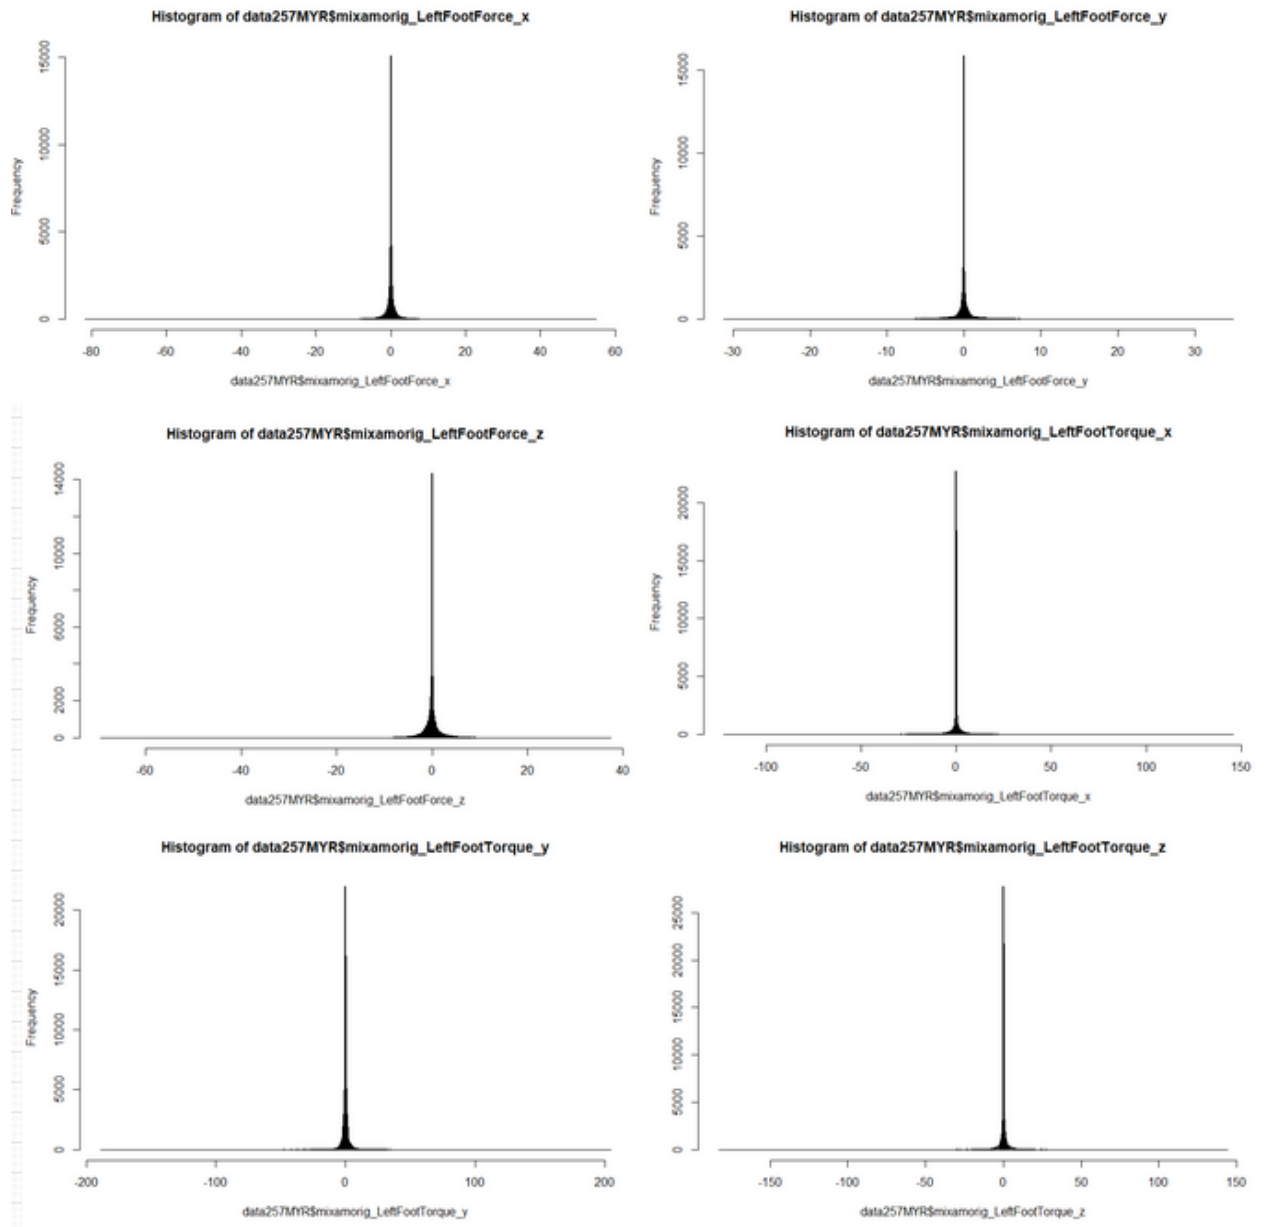 Histogram of data257MYR$mixamorig_LeftFootForce_x
Frequency
0 5000 10000 15000
-80 -60 -40 -20 0 20 40 60
data257MYR$mixamorig_LeftFootForce_x
Histogram of data257MYR$mixamorig_LeftFootForce_y
Frequency
0 5000 10000 15000
-30 -20 -10 0 10 20 30
data257MYR$mixamorig_LeftFootForce_y
Histogram of data257MYR$mixamorig_LeftFootForce_z
Frequency
0 2000 6000 10000 14000
-60 -40 -20 0 20 40
data257MYR$mixamorig_LeftFootForce_z
Histogram of data257MYR$mixamorig_LeftFootTorque_x
Frequency
0 5000 10000 15000 20000
-100 -50 0 50 100 150
data257MYR$mixamorig_LeftFootTorque_x
Histogram of data257MYR$mixamorig_LeftFootTorque_y
Frequency
0 5000 10000 15000 20000
-200 -100 0 100 200
data257MYR$mixamorig_LeftFootTorque_y
Histogram of data257MYR$mixamorig_LeftFootTorque_z
0 5000 10000 15000 20000 25000
-150 -100 -50 0 50 100 150
data257MYR$mixamorig_LeftFootTorque_z